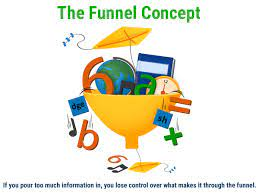 The Funnel Concept
6
a
dge
sh
b
+
a
If you pour too much information in, you lose control over what makes it through the funnel.